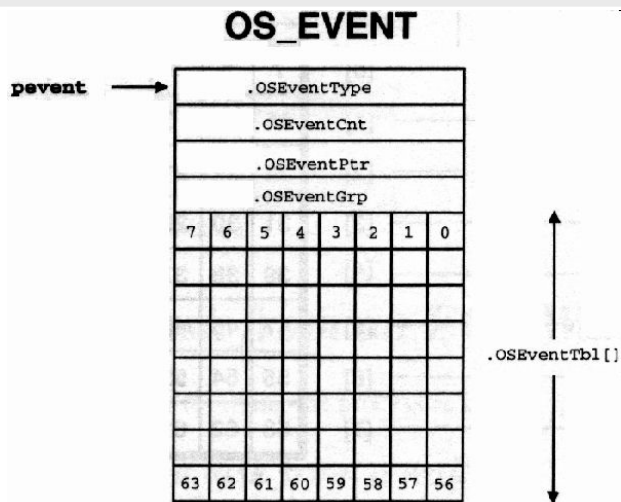 OS_EVENT
pevent
.OSEventType
.OSEventCnt
.OSEventPtr
.OSEventGrp
7 6 5 4 3 2 1 0
.OSEventTbl[]
63 62 61 60 59 58 57 56